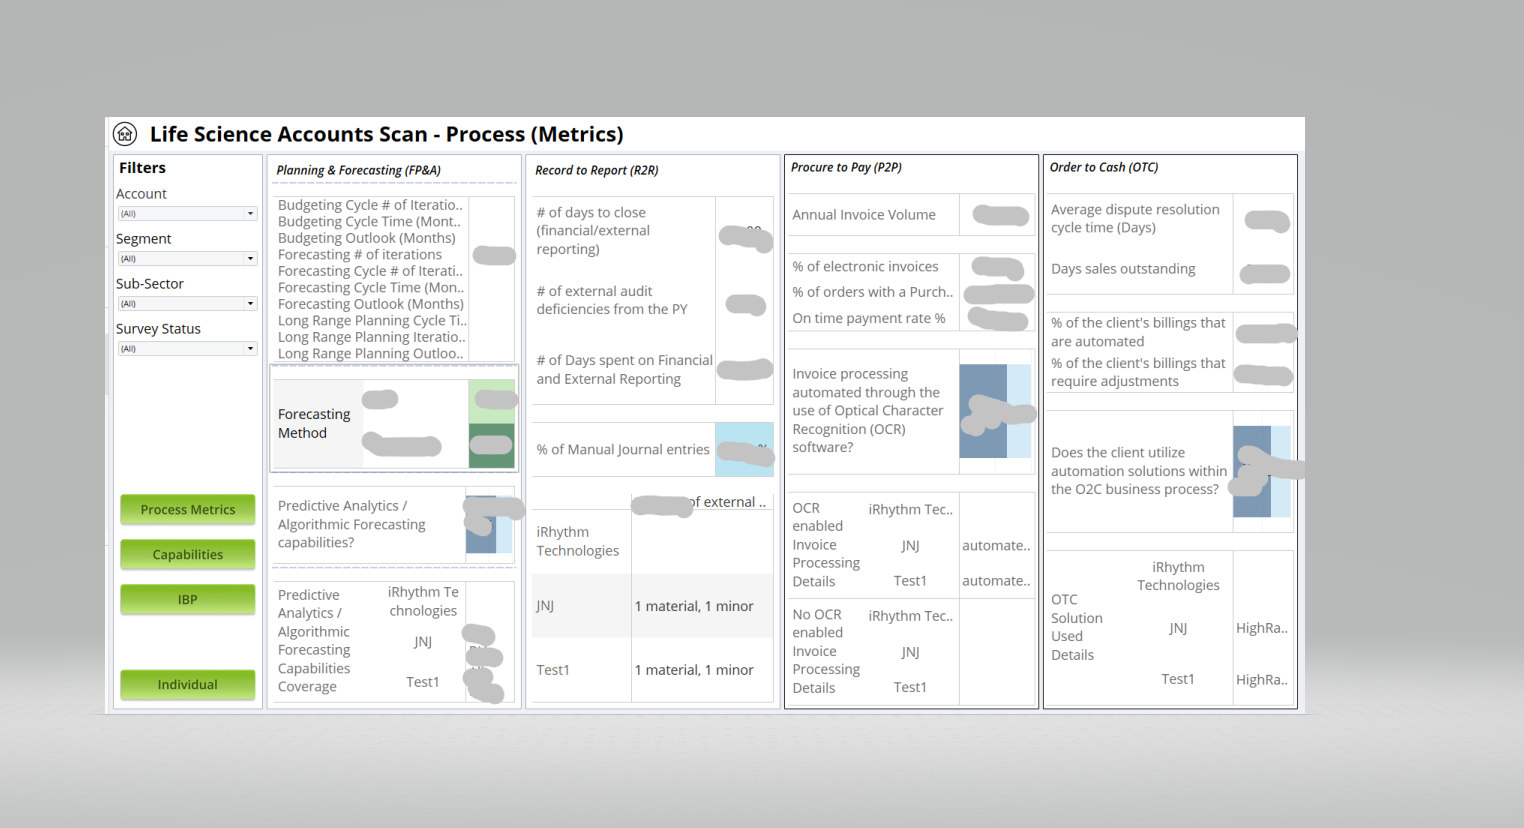 Life Science Accounts Scan - Process (Metrics)
Filters
Account
(All)
Segment
(All)
Sub-Sector
(All)
Survey Status
(All)
Process Metrics
Capabilities
IBP
Individual
Planning & Forecasting (FP&A)
Budgeting Cycle # of Iteratio..
Budgeting Cycle Time (Mont..
Budgeting Outlook (Months)
Forecasting # of iterations
Forecasting Cycle # of Iterati..
Forecasting Cycle Time (Mon..
Forecasting Outlook (Months)
Long Range Planning Cycle Ti..
Long Range Planning Iteratio..
Long Range Planning Outloo..
Forecasting
Method
Predictive Analytics /
Algorithmic Forecasting
capabilities?
Predictive
Analytics /
Algorithmic
Forecasting
Capabilities
Coverage
iRhythm Te
chnologies
JNJ
Test1
Record to Report (R2R)
# of days to close
(financial/external
reporting)
# of external audit
deficiencies from the PY
# of Days spent on Financial
and External Reporting
% of Manual Journal entries
%
of external ..
iRhythm
Technologies
JNJ
1 material, 1 minor
Test1
1 material, 1 minor
Procure to Pay (P2P)
Annual Invoice Volume
% of electronic invoices
% of orders with a Purch..
On time payment rate %
Invoice processing
automated through the
use of Optical Character
Recognition (OCR)
software?
OCR
enabled
Invoice
Processing
Details
iRhythm Tec..
JNJ
automate..
Test1
automate..
No OCR
enabled
Invoice
Processing
Details
iRhythm Tec..
JNJ
Test1
Order to Cash (OTC)
Average dispute resolution
cycle time (Days)
Days sales outstanding
% of the client's billings that
are automated
% of the client's billings that
require adjustments
Does the client utilize
automation solutions within
the O2C business process?
OTC
Solution
Used
Details
iRhythm
Technologies
JNJ
HighRa..
Test1
HighRa..